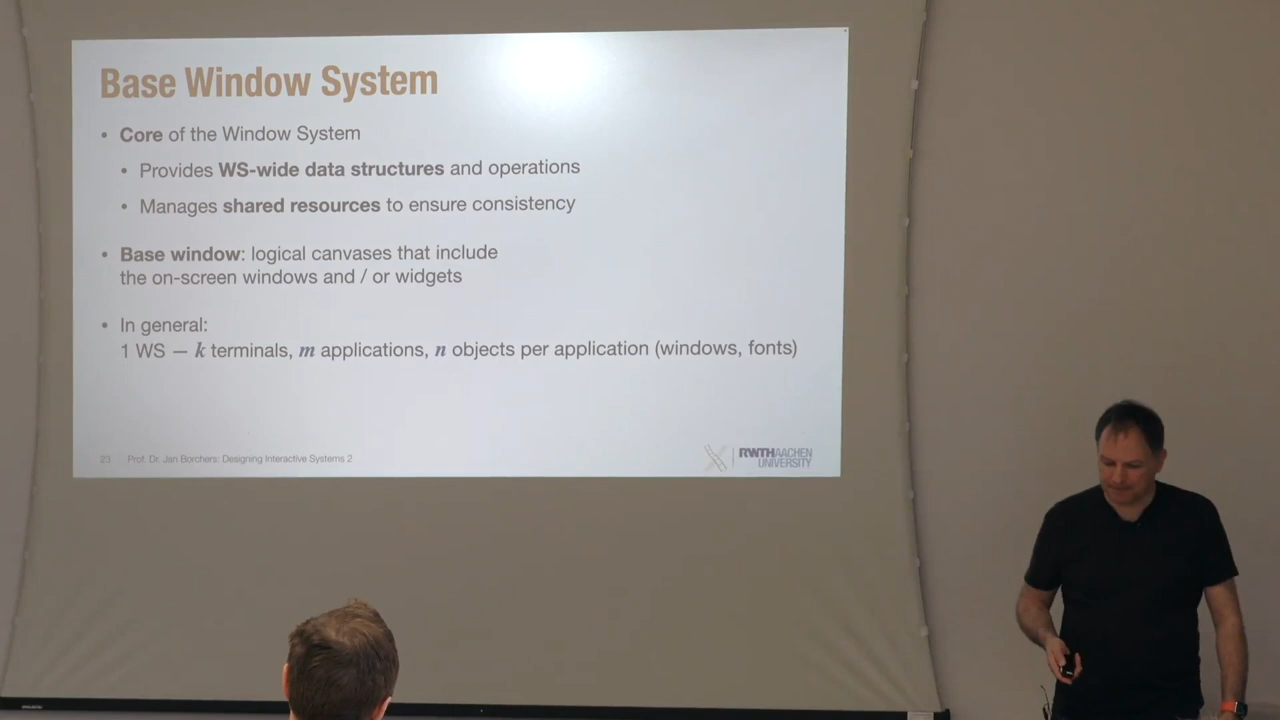 Base Window System
• Core of the Window System
• Provides WS-wide data structures and operations
• Manages shared resources to ensure consistency
• Base window: logical canvases that include
the on-screen windows and / or widgets
• In general:
1 WS — k terminals, m applications, n objects per application (windows, fonts)
23 Prof. Dr. Jan Borchers: Designing Interactive Systems 2
RWTHAACHEN
UNIVERSITY